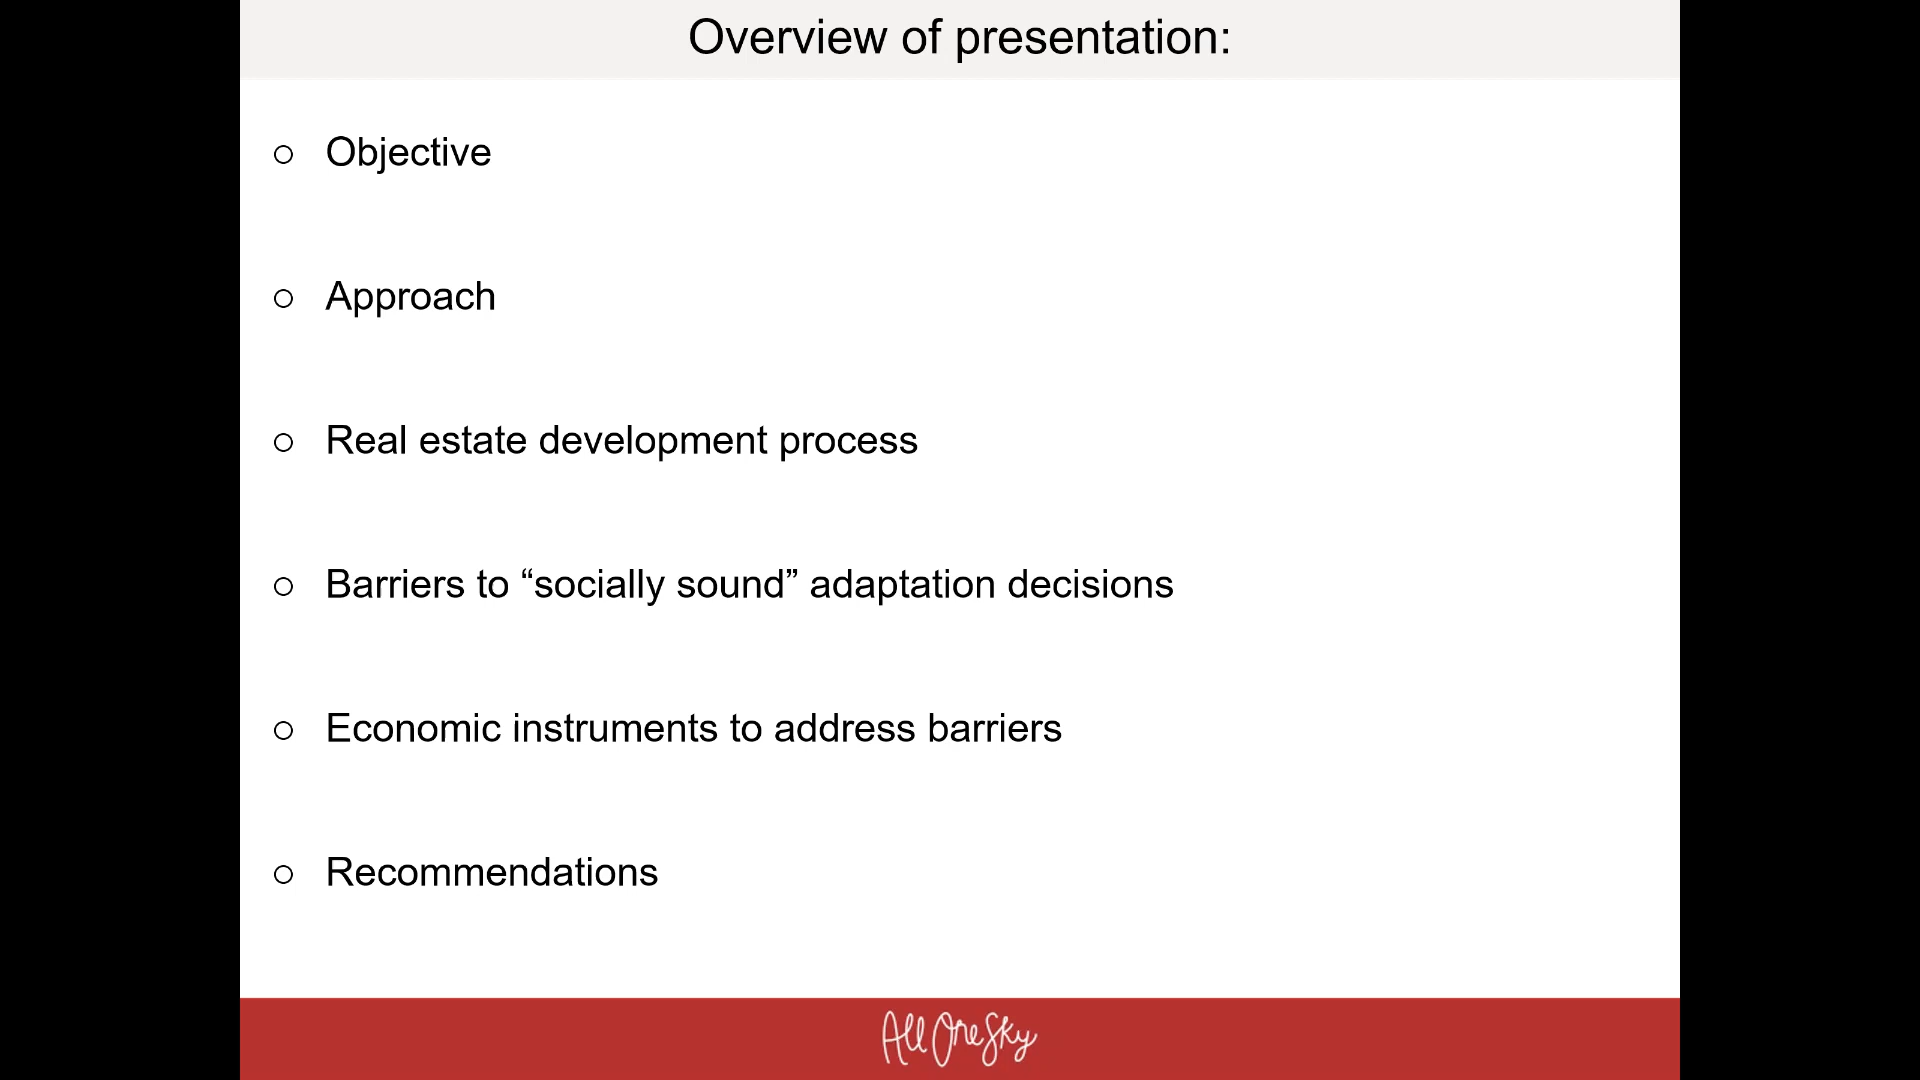 Overview of presentation:
Objective
Approach
Real estate development process
Barriers to “socially sound” adaptation decisions
Economic instruments to address barriers
Recommendations
All One Sky